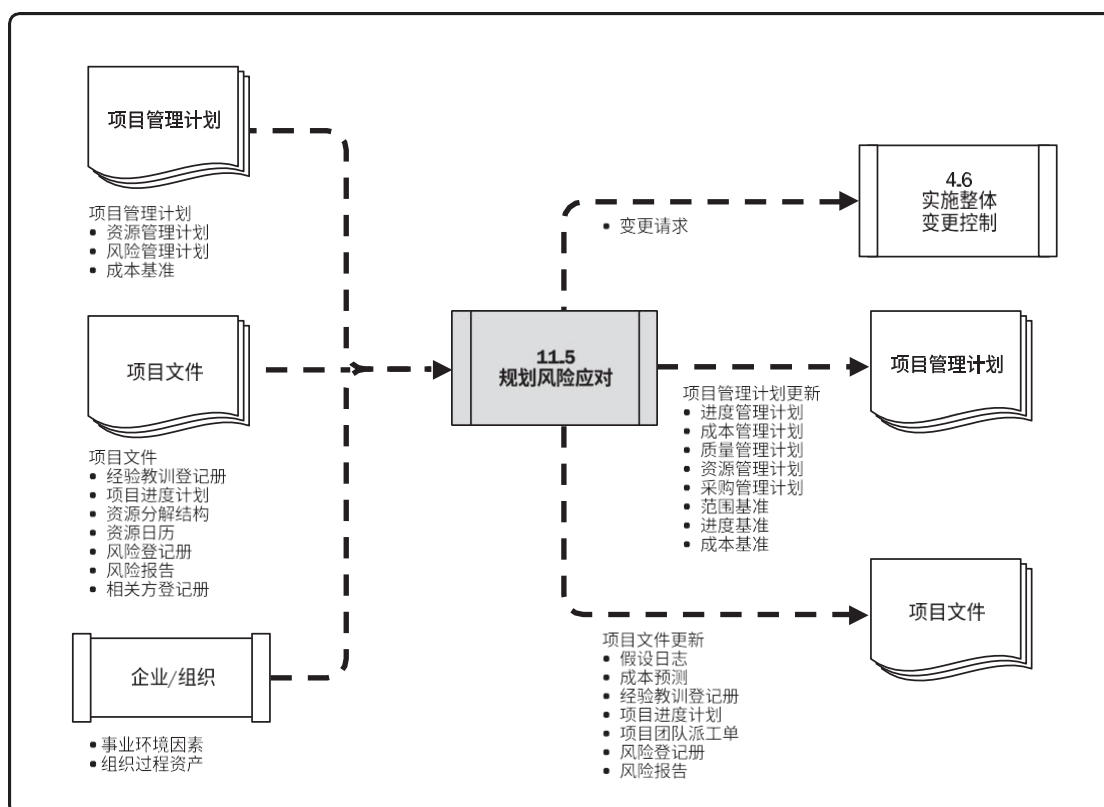 项目管理计划
项目管理计划
• 资源管理计划
• 风险管理计划
• 成本基准
项目文件
项目文件
• 经验教训登记册
• 项目进度计划
• 资源分解结构
• 资源日历
• 风险登记册
• 风险报告
• 相关方登记册
企业/组织
• 事业环境因素
• 组织过程资产
11.5
规划风险应对
• 变更请求
4.6
实施整体
变更控制
项目管理计划
项目管理计划更新
• 进度管理计划
• 成本管理计划
• 质量管理计划
• 资源管理计划
• 采购管理计划
• 范围基准
• 进度基准
• 成本基准
项目文件
项目文件更新
• 假设日志
• 成本预测
• 经验教训登记册
• 项目进度计划
• 项目团队派工单
• 风险登记册
• 风险报告